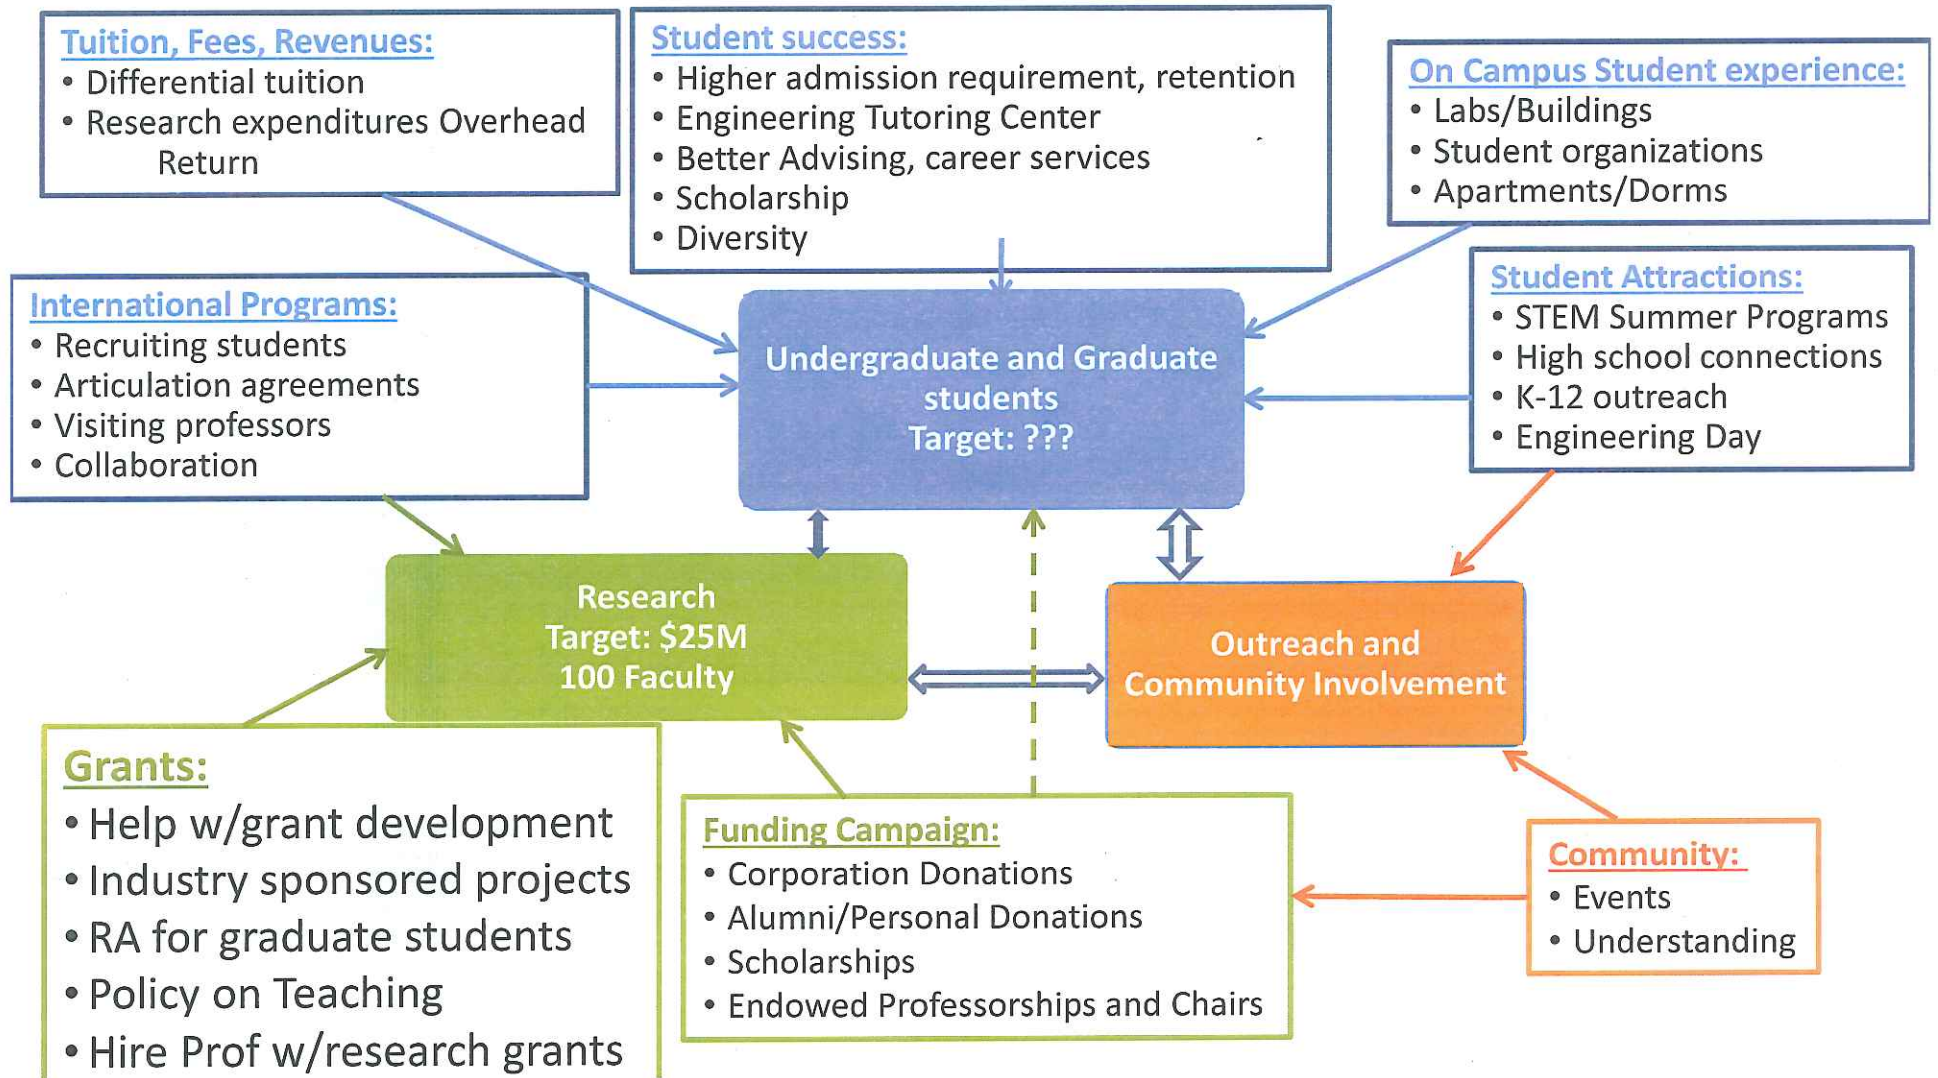 Tuition, Fees, Revenues:
• Differential tuition
• Research expenditures Overhead
Return
Student success:
• Higher admission requirement, retention
• Engineering Tutoring Center
• Better Advising, career services
• Scholarship
• Diversity
On Campus Student experience:
• Labs/Buildings
• Student organizations
• Apartments/Dorms
International Programs:
• Recruiting students
• Articulation agreements
• Visiting professors
• Collaboration
Undergraduate and Graduate
students
Target: ???
Student Attractions:
• STEM Summer Programs
• High school connections
• K-12 outreach
• Engineering Day
Research
Target: $25M
100 Faculty
Outreach and
Community Involvement
Grants:
• Help w/grant development
• Industry sponsored projects
• RA for graduate students
• Policy on Teaching
• Hire Prof w/research grants
Funding Campaign:
• Corporation Donations
• Alumni/Personal Donations
• Scholarships
• Endowed Professorships and Chairs
Community:
• Events
• Understanding